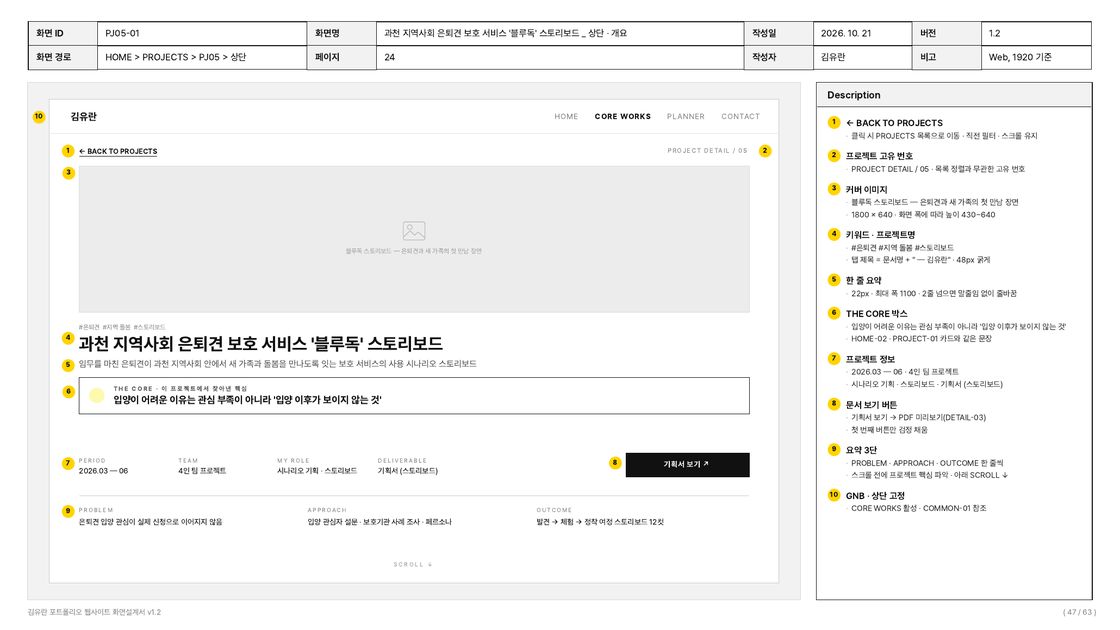 화면 ID PJ05-01 화면명 과천 지역사회 은퇴견 보호 서비스 '블루독' 스토리보드 _ 상단 · 개요 작성일 2026. 10. 21 버전 1.2
화면 경로 HOME > PROJECTS > PJ05 > 상단 페이지 24 작성자 김유란 비고 Web, 1920 기준
10 김유란 HOME CORE WORKS PLANNER CONTACT
1 ← BACK TO PROJECTS PROJECT DETAIL / 05 2
3
블루독 스토리보드 — 은퇴견과 새 가족의 첫 만남 장면
#은퇴견 #지역 돌봄 #스토리보드
4 과천 지역사회 은퇴견 보호 서비스 '블루독' 스토리보드
5 임무를 마친 은퇴견이 과천 지역사회 안에서 새 가족과 돌봄을 만나도록 잇는 보호 서비스의 사용 시나리오 스토리보드
6 THE CORE · 이 프로젝트에서 찾아낸 핵심
입양이 어려운 이유는 관심 부족이 아니라 '입양 이후가 보이지 않는 것'
7 PERIOD TEAM MY ROLE DELIVERABLE
2026.03 — 06 4인 팀 프로젝트 시나리오 기획 · 스토리보드 기획서 (스토리보드)
8 기획서 보기 ↗
9 PROBLEM APPROACH OUTCOME
은퇴견 입양 관심이 실제 신청으로 이어지지 않음 입양 관심자 설문 · 보호기관 사례 조사 · 페르소나 발견 → 체험 → 정착 여정 스토리보드 12컷
SCROLL ↓
Description
1 ← BACK TO PROJECTS
· 클릭 시 PROJECTS 목록으로 이동 · 직전 필터 · 스크롤 유지
2 프로젝트 고유 번호
· PROJECT DETAIL / 05 · 목록 정렬과 무관한 고유 번호
3 커버 이미지
· 블루독 스토리보드 — 은퇴견과 새 가족의 첫 만남 장면
· 1800 × 640 · 화면 폭에 따라 높이 430–640
4 키워드 · 프로젝트명
· #은퇴견 #지역 돌봄 #스토리보드
· 탭 제목 = 문서명 + " — 김유란" · 48px 굵게
5 한 줄 요약
· 22px · 최대 폭 1100 · 2줄 넘으면 말줄임 없이 줄바꿈
6 THE CORE 박스
· 입양이 어려운 이유는 관심 부족이 아니라 '입양 이후가 보이지 않는 것'
· HOME-02 · PROJECT-01 카드와 같은 문장
7 프로젝트 정보
· 2026.03 — 06 · 4인 팀 프로젝트
· 시나리오 기획 · 스토리보드 · 기획서 (스토리보드)
8 문서 보기 버튼
· 기획서 보기 → PDF 미리보기(DETAIL-03)
· 첫 번째 버튼만 검정 채움
9 요약 3단
· PROBLEM · APPROACH · OUTCOME 한 줄씩
· 스크롤 전에 프로젝트 핵심 파악 · 아래 SCROLL ↓
10 GNB · 상단 고정
· CORE WORKS 활성 · COMMON-01 참조
김유란 포트폴리오 웹사이트 화면설계서 v1.2
( 47 / 63 )